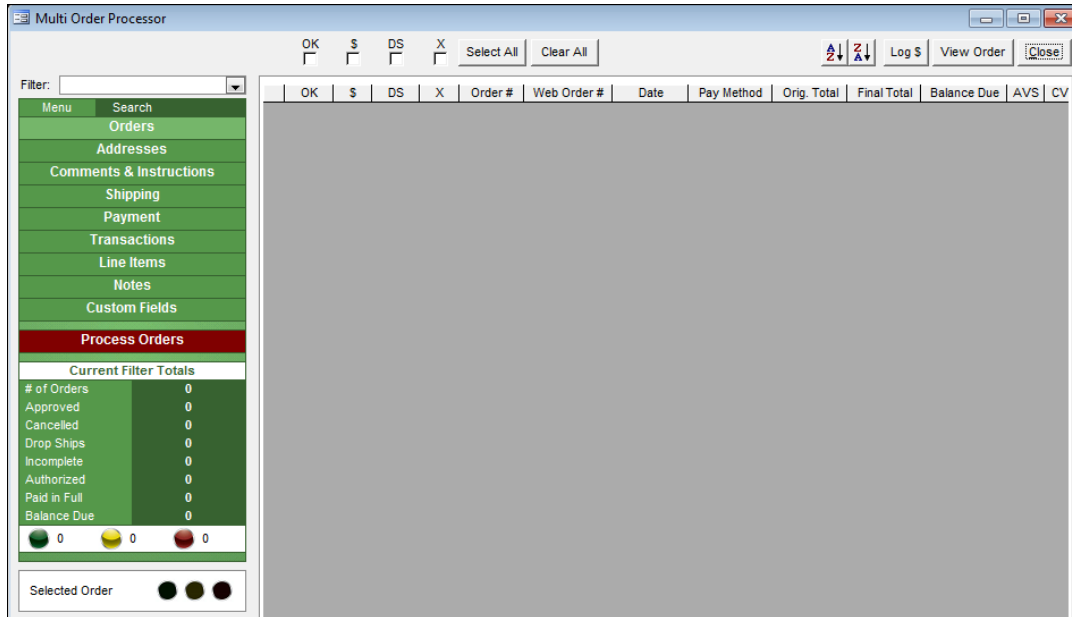 Multi Order Processor
OK $ DS X Select All Clear All A Z Z A Log $ View Order Close
Filter:
Menu Search
OK $ DS X Order # Web Order # Date Pay Method Orig. Total Final Total Balance Due AVS CV
Orders
Addresses
Comments & Instructions
Shipping
Payment
Transactions
Line Items
Notes
Custom Fields
Process Orders
Current Filter Totals
# of Orders 0
Approved 0
Cancelled 0
Drop Ships 0
Incomplete 0
Authorized 0
Paid in Full 0
Balance Due 0
0 0 0
Selected Order